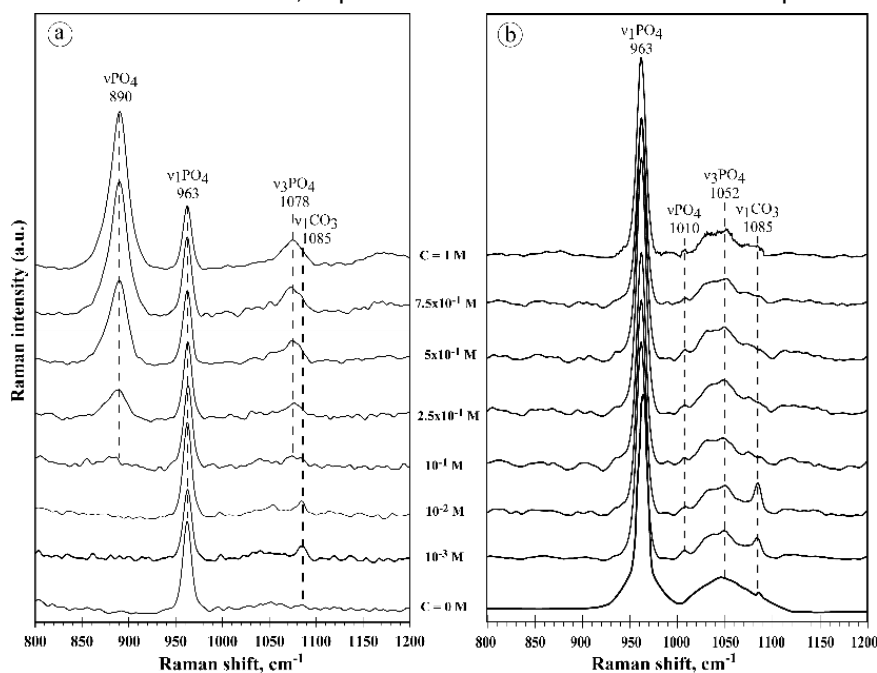 a
νPO4
890
ν1PO4
963
ν3PO4
1078
ν1CO3
1085
C = 1 M
7.5x10-1 M
5x10-1 M
2.5x10-1 M
10-1 M
10-2 M
10-3 M
C = 0 M
Raman intensity (a.u.)
800 850 900 950 1000 1050 1100 1150 1200
Raman shift, cm-1
b
ν1PO4
963
νPO4
1010
ν3PO4
1052
ν1CO3
1085
800 850 900 950 1000 1050 1100 1150 1200
Raman shift, cm-1